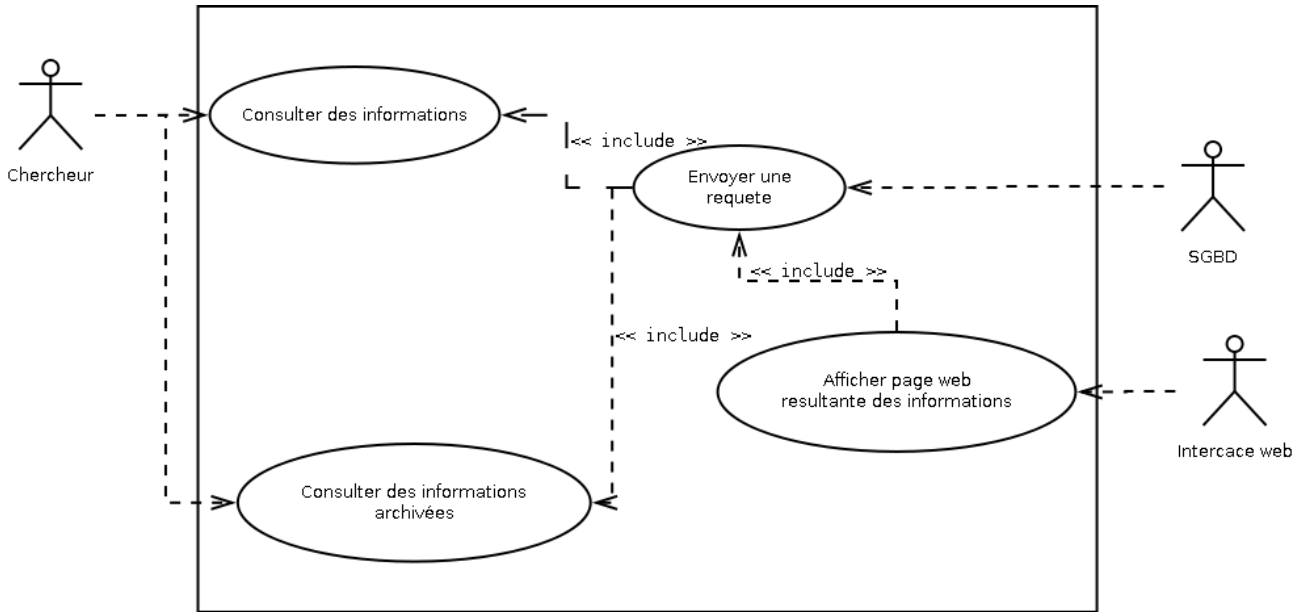 Consulter des informations
<< include >>
Chercheur
Envoyer une
requete
SGBD
<< include >>
<< include >>
Afficher page web
resultante des informations
Intercace web
Consulter des informations
archivées